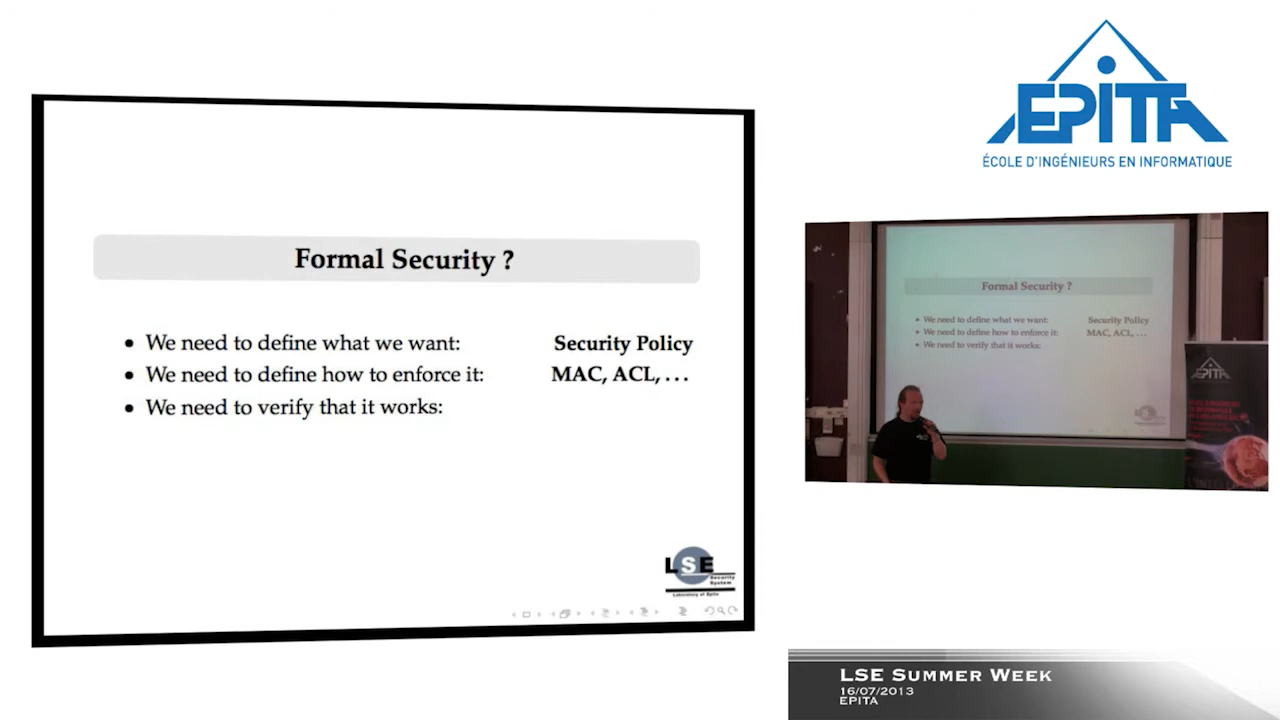 EPITA
ÉCOLE D'INGÉNIEURS EN INFORMATIQUE
Formal Security ?
• We need to define what we want: Security Policy
• We need to define how to enforce it: MAC, ACL, . . .
• We need to verify that it works:
LSE
Security
System
Laboratory of Epita
Formal Security ?
• We need to define what we want: Security Policy
• We need to define how to enforce it: MAC, ACL, . . .
• We need to verify that it works:
EPITA
LSE Summer Week
16/07/2013
EPITA